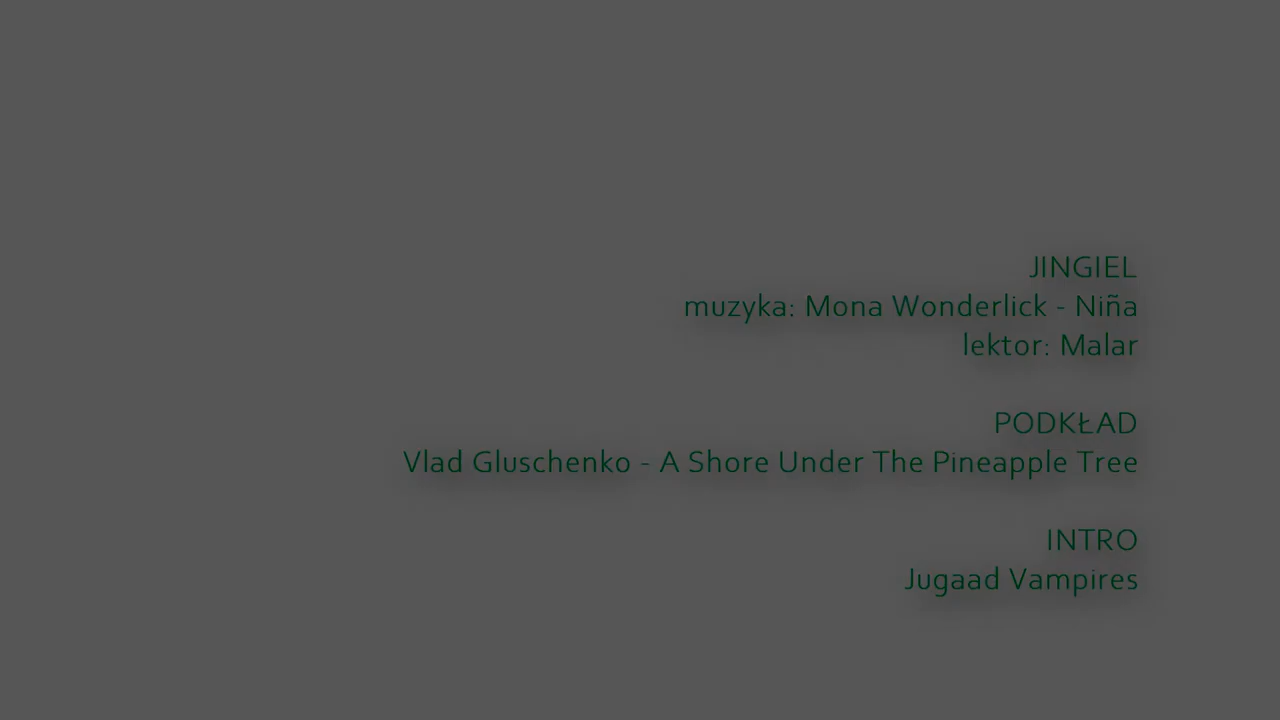 JINGIEL
muzyka: Mona Wonderlick - Niña
lektor: Malar
PODKŁAD
Vlad Gluschenko - A Shore Under The Pineapple Tree
INTRO
Jugaad Vampires